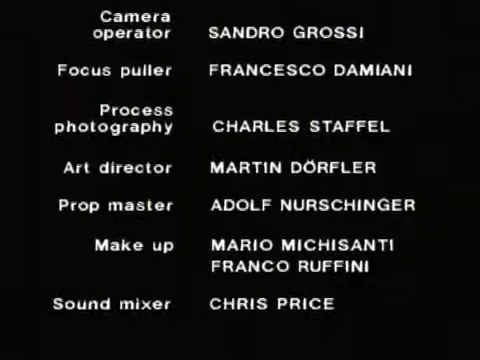 Camera
operator SANDRO GROSSI
Focus puller FRANCESCO DAMIANI
Process
photography CHARLES STAFFEL
Art director MARTIN DÖRFLER
Prop master ADOLF NURSCHINGER
Make up MARIO MICHISANTI
FRANCO RUFFINI
Sound mixer CHRIS PRICE